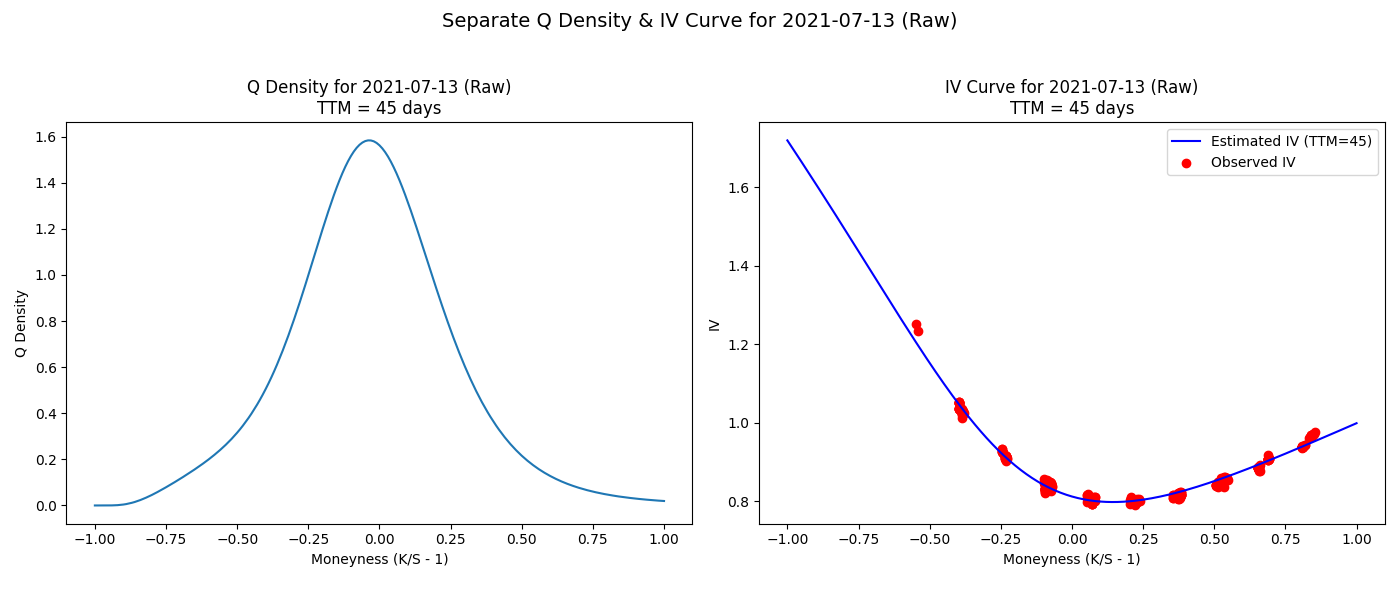 Separate Q Density & IV Curve for 2021-07-13 (Raw)
Q Density for 2021-07-13 (Raw)
TTM = 45 days
Q Density
1.6
1.4
1.2
1.0
0.8
0.6
0.4
0.2
0.0
−1.00 −0.75 −0.50 −0.25 0.00 0.25 0.50 0.75 1.00
Moneyness (K/S - 1)
IV Curve for 2021-07-13 (Raw)
TTM = 45 days
Estimated IV (TTM=45)
Observed IV
IV
1.6
1.4
1.2
1.0
0.8
−1.00 −0.75 −0.50 −0.25 0.00 0.25 0.50 0.75 1.00
Moneyness (K/S - 1)